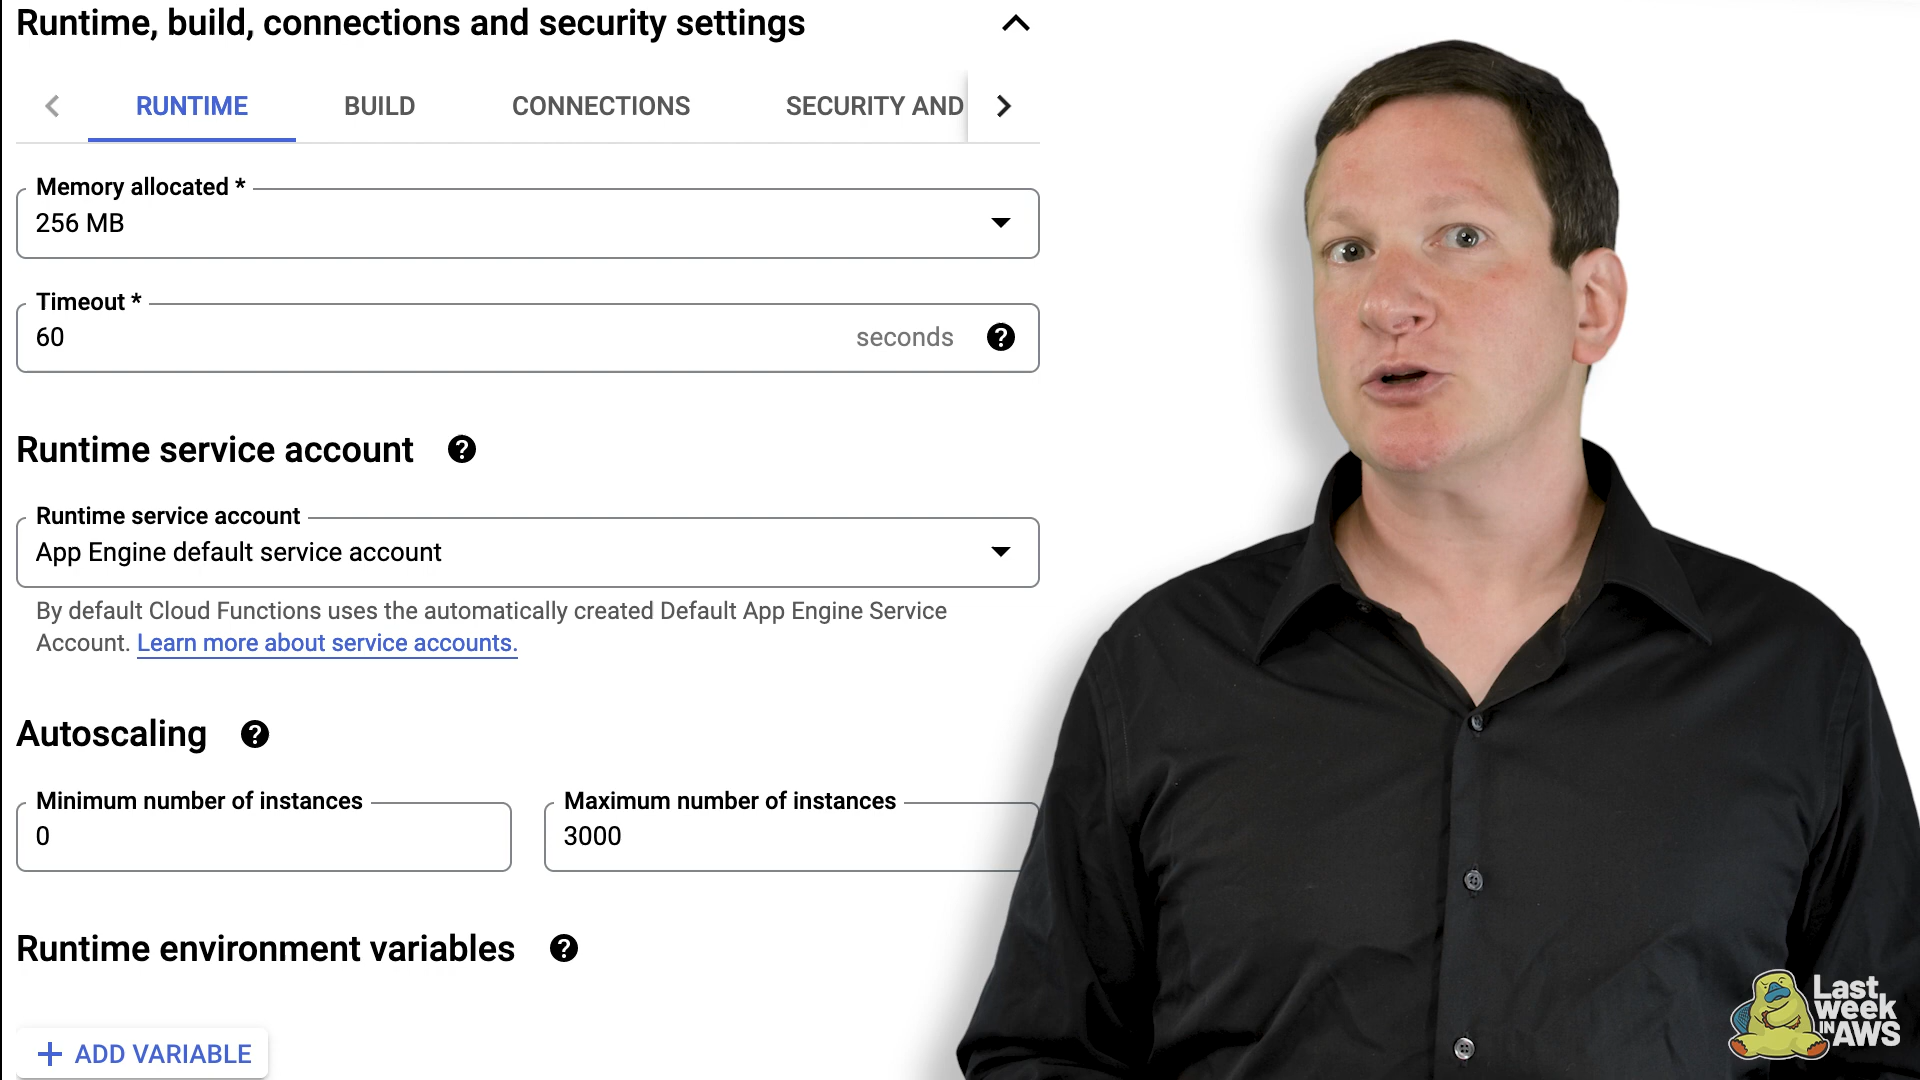 Runtime, build, connections and security settings
RUNTIME BUILD CONNECTIONS SECURITY AND
Memory allocated *
256 MB
Timeout *
60 seconds
Runtime service account
Runtime service account
App Engine default service account
By default Cloud Functions uses the automatically created Default App Engine Service
Account. Learn more about service accounts.
Autoscaling
Minimum number of instances
0
Maximum number of instances
3000
Runtime environment variables
+ ADD VARIABLE
Last
week
IN AWS